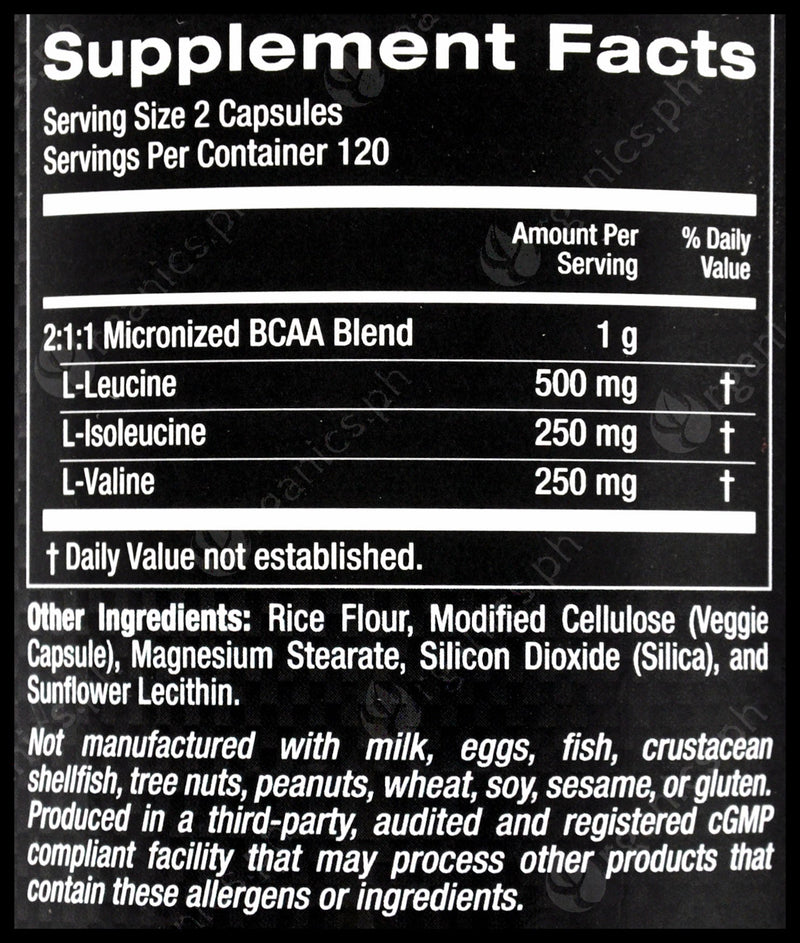 Supplement Facts
Serving Size 2 Capsules
Servings Per Container 120
Amount Per Serving
% Daily Value
2:1:1 Micronized BCAA Blend 1 g
L-Leucine 500 mg †
L-Isoleucine 250 mg †
L-Valine 250 mg †
† Daily Value not established.
Other Ingredients: Rice Flour, Modified Cellulose (Veggie
Capsule), Magnesium Stearate, Silicon Dioxide (Silica), and
Sunflower Lecithin.
Not manufactured with milk, eggs, fish, crustacean
shellfish, tree nuts, peanuts, wheat, soy, sesame, or gluten.
Produced in a third-party, audited and registered cGMP
compliant facility that may process other products that
contain these allergens or ingredients.
organics.ph